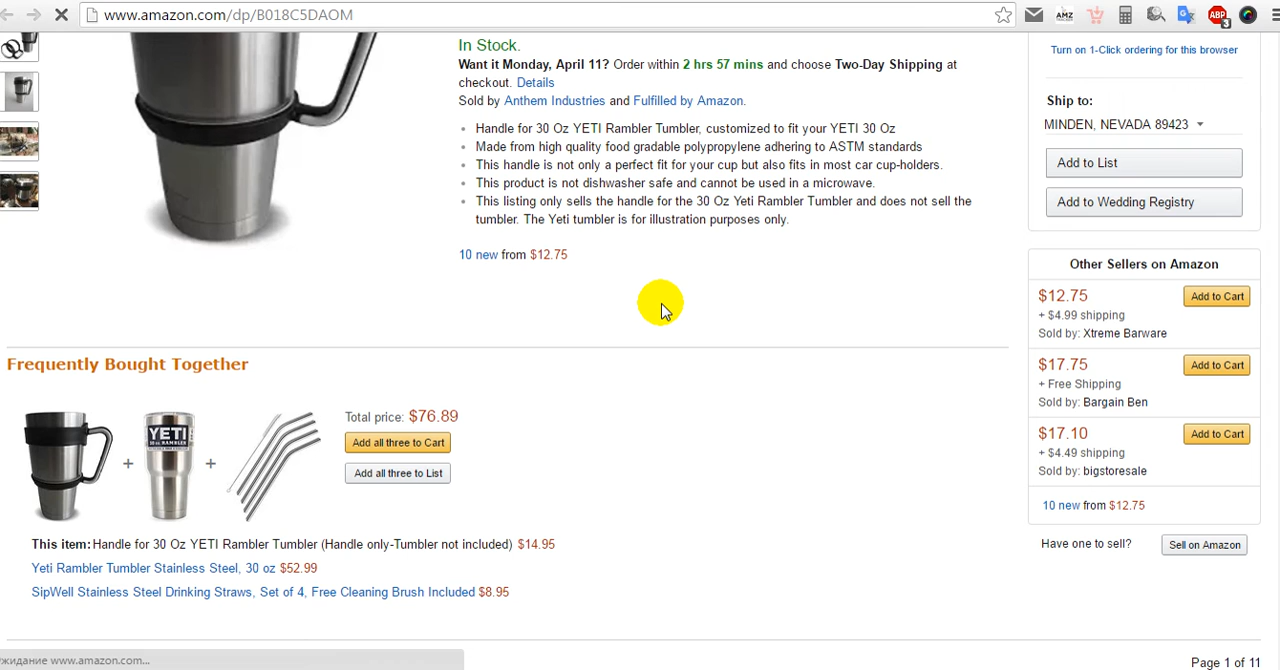 www.amazon.com/dp/B018C5DAOM
AMZ
ABP
3
In Stock.
Want it Monday, April 11? Order within 2 hrs 57 mins and choose Two-Day Shipping at
checkout. Details
Sold by Anthem Industries and Fulfilled by Amazon.
Handle for 30 Oz YETI Rambler Tumbler, customized to fit your YETI 30 Oz
Made from high quality food gradable polypropylene adhering to ASTM standards
This handle is not only a perfect fit for your cup but also fits in most car cup-holders.
This product is not dishwasher safe and cannot be used in a microwave.
This listing only sells the handle for the 30 Oz Yeti Rambler Tumbler and does not sell the
tumbler. The Yeti tumbler is for illustration purposes only.
10 new from $12.75
Turn on 1-Click ordering for this browser
Ship to:
MINDEN, NEVADA 89423
Add to List
Add to Wedding Registry
Other Sellers on Amazon
$12.75
Add to Cart
+ $4.99 shipping
Sold by: Xtreme Barware
$17.75
Add to Cart
+ Free Shipping
Sold by: Bargain Ben
$17.10
Add to Cart
+ $4.49 shipping
Sold by: bigstoresale
10 new from $12.75
Have one to sell?
Sell on Amazon
Frequently Bought Together
YETI
+
+
Total price: $76.89
Add all three to Cart
Add all three to List
This item: Handle for 30 Oz YETI Rambler Tumbler (Handle only-Tumbler not included) $14.95
Yeti Rambler Tumbler Stainless Steel, 30 oz $52.99
SipWell Stainless Steel Drinking Straws, Set of 4, Free Cleaning Brush Included $8.95
Page 1 of 11
жидание www.amazon.com...